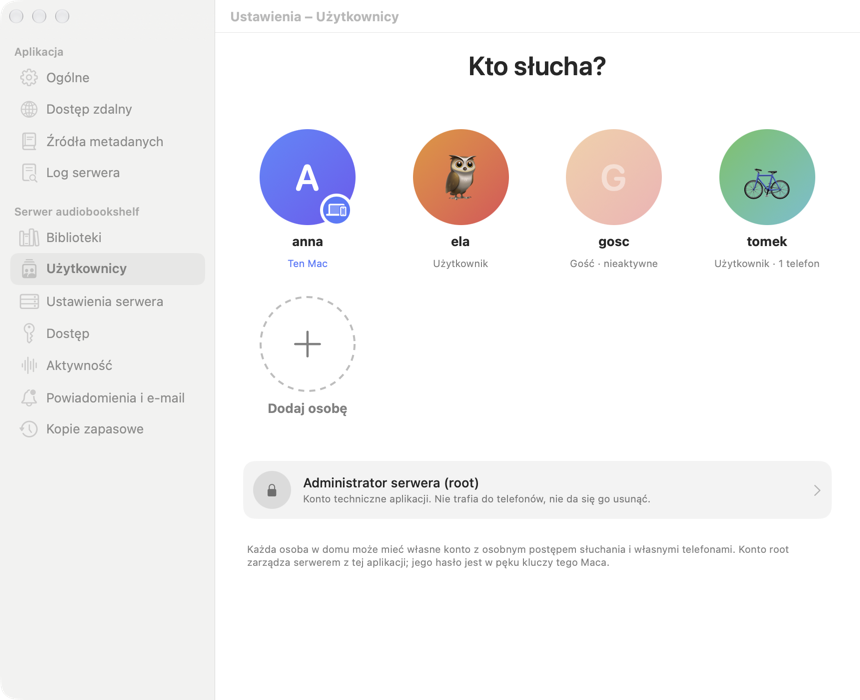 Ustawienia – Użytkownicy
Aplikacja
Ogólne
Dostęp zdalny
Źródła metadanych
Log serwera
Serwer audiobookshelf
Biblioteki
Użytkownicy
Ustawienia serwera
Dostęp
Aktywność
Powiadomienia i e-mail
Kopie zapasowe
Kto słucha?
A
anna
Ten Mac
ela
Użytkownik
G
gosc
Gość · nieaktywne
tomek
Użytkownik · 1 telefon
Dodaj osobę
Administrator serwera (root)
Konto techniczne aplikacji. Nie trafia do telefonów, nie da się go usunąć.
Każda osoba w domu może mieć własne konto z osobnym postępem słuchania i własnymi telefonami. Konto root
zarządza serwerem z tej aplikacji; jego hasło jest w pęku kluczy tego Maca.